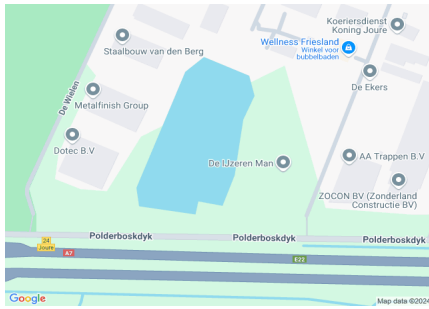 Koeriersdienst
Koning Joure
Staalbouw van den Berg
Wellness Friesland
Winkel voor
bubbelbaden
De Wielen
Metalfinish Group
De Ekers
Dotec B.V
De IJzeren Man
AA Trappen B.V
ZOCON BV (Zonderland
Constructie BV)
Polderboskdyk
Polderboskdyk
Polderboskdyk
24
Joure
A7
E22
Google
Map data ©2024